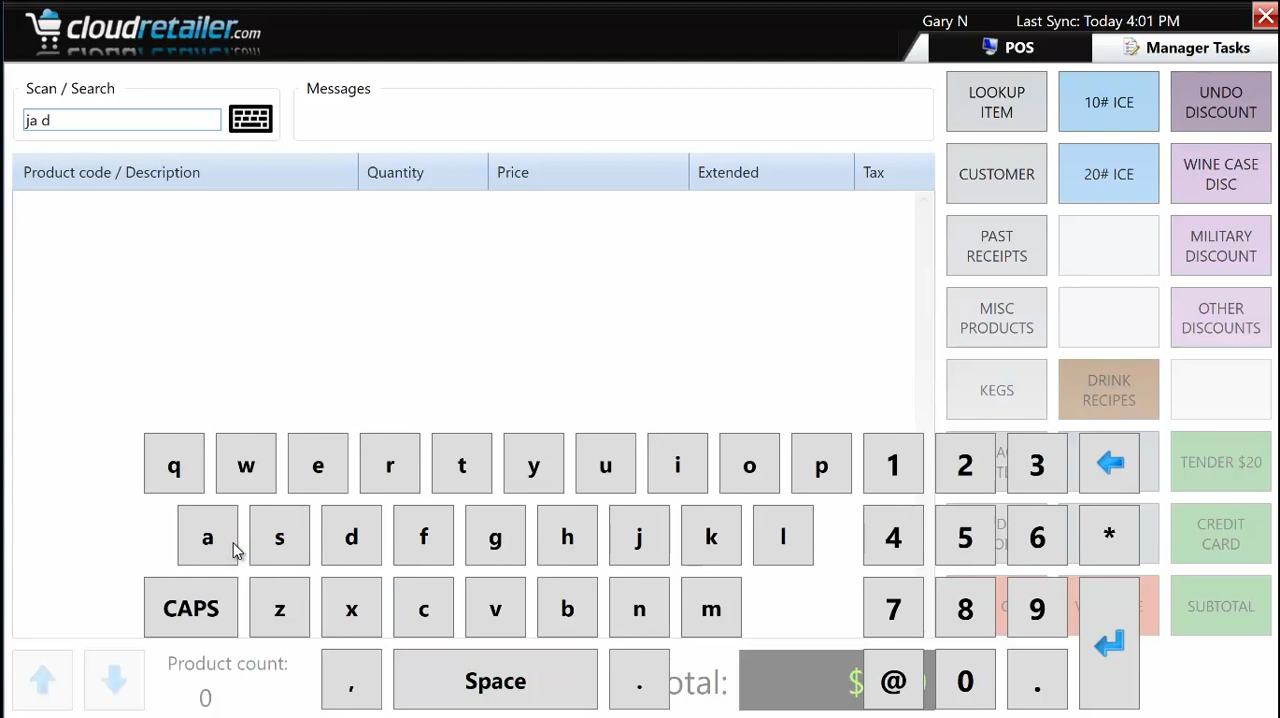 cloudretailer.com
Gary N
Last Sync: Today 4:01 PM
POS
Manager Tasks
Scan / Search
ja d
Messages
Product code / Description
Quantity
Price
Extended
Tax
LOOKUP
ITEM
10# ICE
UNDO
DISCOUNT
CUSTOMER
20# ICE
WINE CASE
DISC
PAST
RECEIPTS
MILITARY
DISCOUNT
MISC
PRODUCTS
OTHER
DISCOUNTS
KEGS
DRINK
RECIPES
TENDER $20
CREDIT
CARD
SUBTOTAL
q w e r t y u i o p 1 2 3
a s d f g h j k l 4 5 6 *
CAPS z x c v b n m 7 8 9
, Space . @ 0 .
Product count:
0
otal:
$